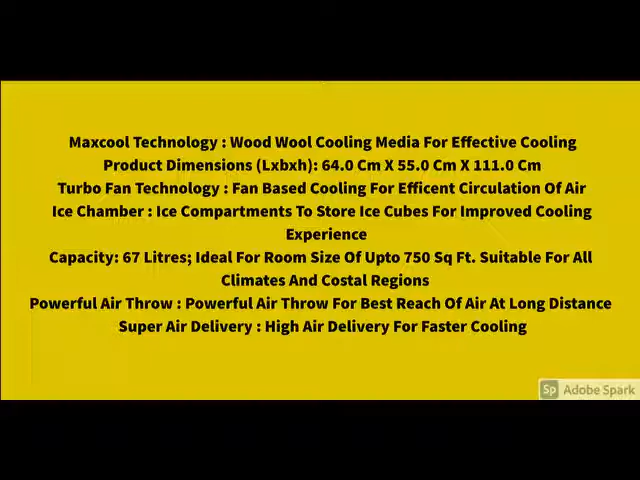 Maxcool Technology : Wood Wool Cooling Media For Effective Cooling
Product Dimensions (Lxbxh): 64.0 Cm X 55.0 Cm X 111.0 Cm
Turbo Fan Technology : Fan Based Cooling For Efficent Circulation Of Air
Ice Chamber : Ice Compartments To Store Ice Cubes For Improved Cooling
Experience
Capacity: 67 Litres; Ideal For Room Size Of Upto 750 Sq Ft. Suitable For All
Climates And Costal Regions
Powerful Air Throw : Powerful Air Throw For Best Reach Of Air At Long Distance
Super Air Delivery : High Air Delivery For Faster Cooling
Sp Adobe Spark